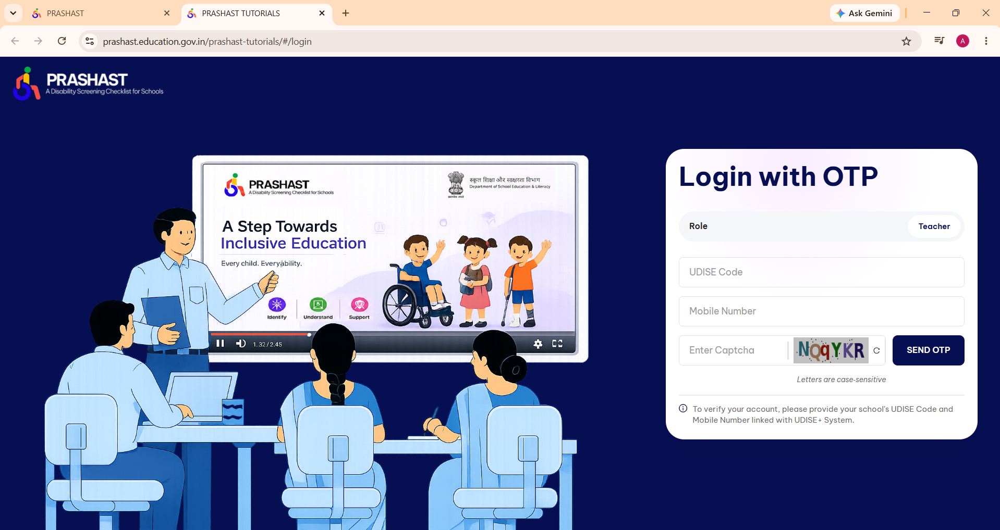 PRASHAST
PRASHAST TUTORIALS
Ask Gemini
prashast.education.gov.in/prashast-tutorials/#/login
A
PRASHAST
A Disability Screening Checklist for Schools
PRASHAST
A Disability Screening Checklist for Schools
स्कूल शिक्षा और साक्षरता विभाग
Department of School Education & Literacy
A Step Towards
Inclusive Education
Every child. Everyability.
Identify
Understand
Support
1..32 / 2.45
Login with OTP
Role
Teacher
UDISE Code
Mobile Number
Enter Captcha
NQqYKR
SEND OTP
Letters are case-sensitive
To verify your account, please provide your school's UDISE Code and
Mobile Number linked with UDISE+ System.